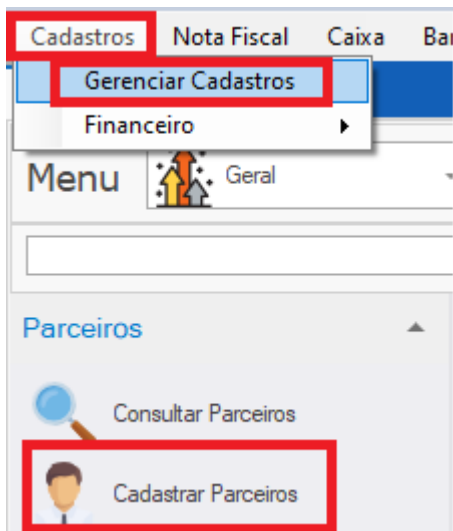 Cadastros Nota Fiscal Caixa
Gerenciar Cadastros
Financeiro
Menu Geral
Parceiros
Consultar Parceiros
Cadastrar Parceiros